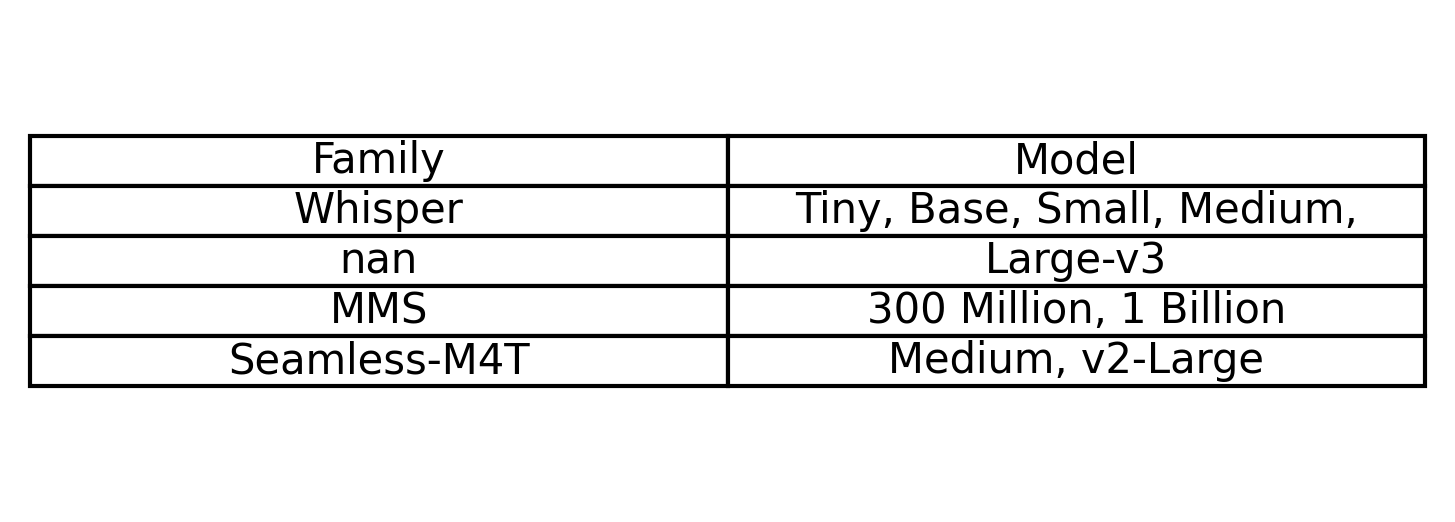 Family Model
Whisper Tiny, Base, Small, Medium,
nan Large-v3
MMS 300 Million, 1 Billion
Seamless-M4T Medium, v2-Large